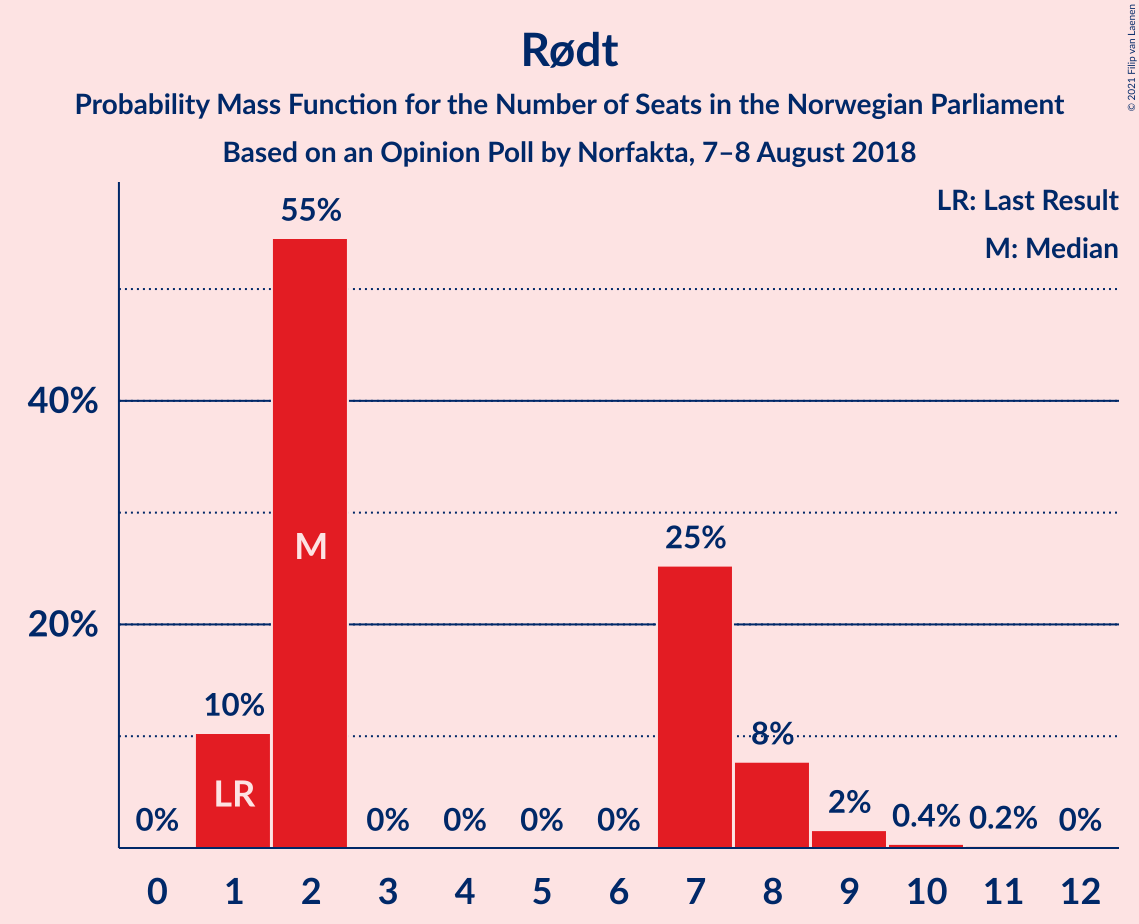 Rødt
Probability Mass Function for the Number of Seats in the Norwegian Parliament
Based on an Opinion Poll by Norfakta, 7–8 August 2018
© 2021 Filip van Laenen
LR: Last Result
M: Median
55%
40%
M
25%
20%
10%
8%
LR
2%
0%
0%
0%
0%
0%
0.4%
0.2%
0%
0 1 2 3 4 5 6 7 8 9 10 11 12